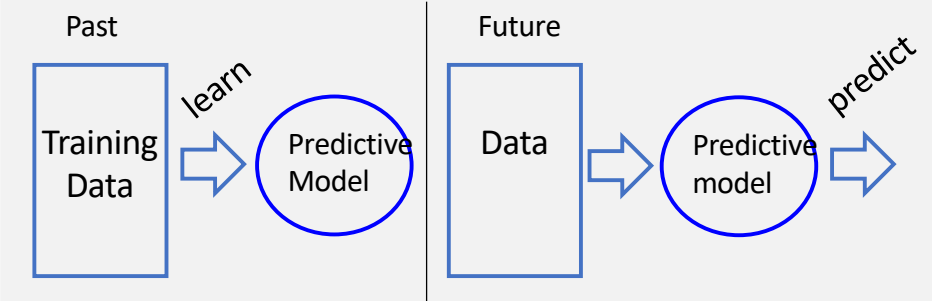 Past
learn
Training
Data
Predictive
Model
Future
predict
Data
Predictive
model